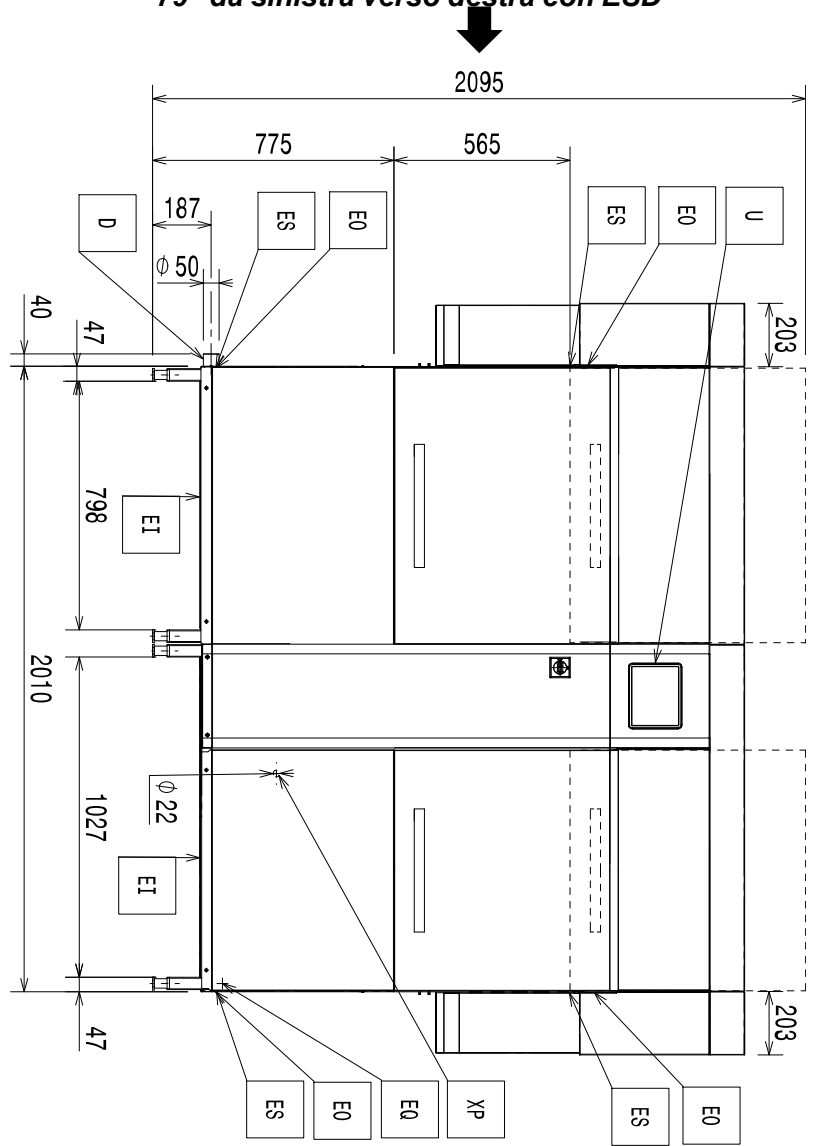 79" da sinistra verso destra con ESD
2095
775
565
187
D
ES
EO
ES
EO
U
ϕ 50
40
47
203
798
EI
2010
ϕ 22
1027
EI
47
203
ES
EO
EQ
XP
ES
EO